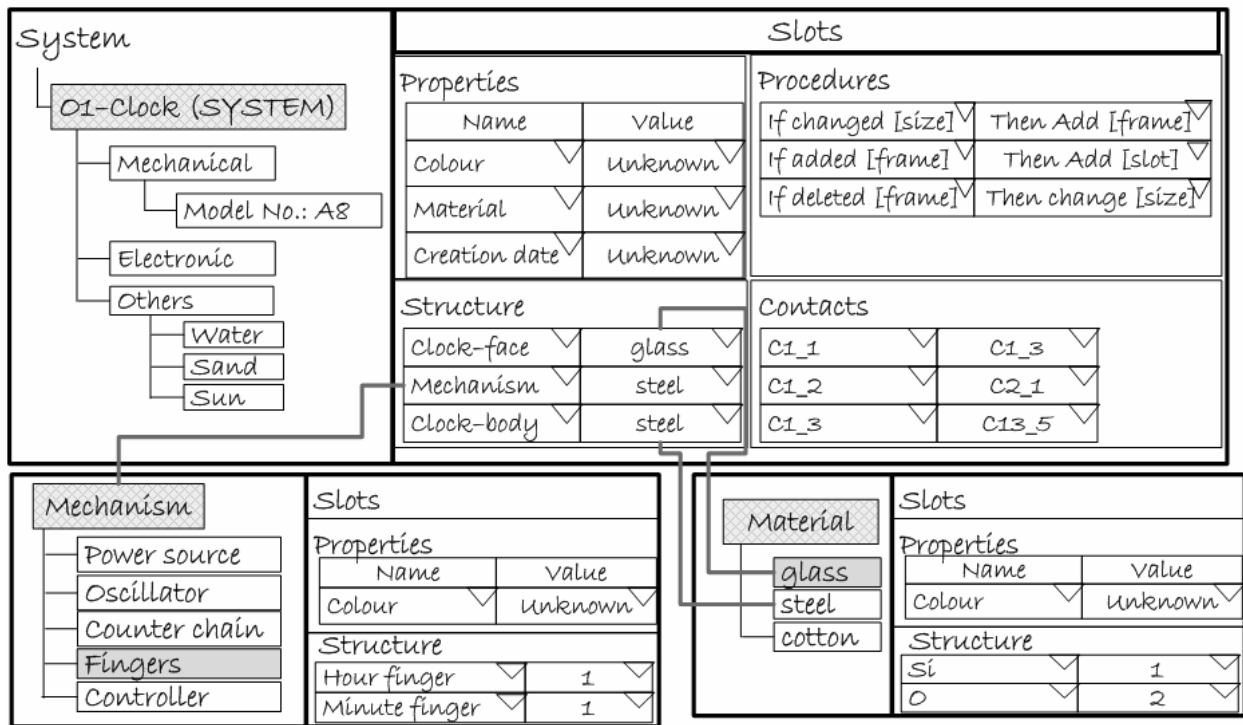 System
01-Clock (SYSTEM)
Mechanical
Model No.: A8
Electronic
Others
Water
Sand
Sun
Slots
Properties
Name Value
Colour Unknown
Material Unknown
Creation date Unknown
Procedures
If changed [size] Then Add [frame]
If added [frame] Then Add [slot]
If deleted [frame] Then change [size]
Structure
Clock-face glass
Mechanism steel
Clock-body steel
Contacts
C1_1 C1_3
C1_2 C2_1
C1_3 C13_5
Mechanism
Power source
Oscillator
Counter chain
Fingers
Controller
Slots
Properties
Name Value
Colour Unknown
Structure
Hour finger 1
Minute finger 1
Material
glass
steel
cotton
Slots
Properties
Name Value
Colour Unknown
Structure
Si 1
O 2